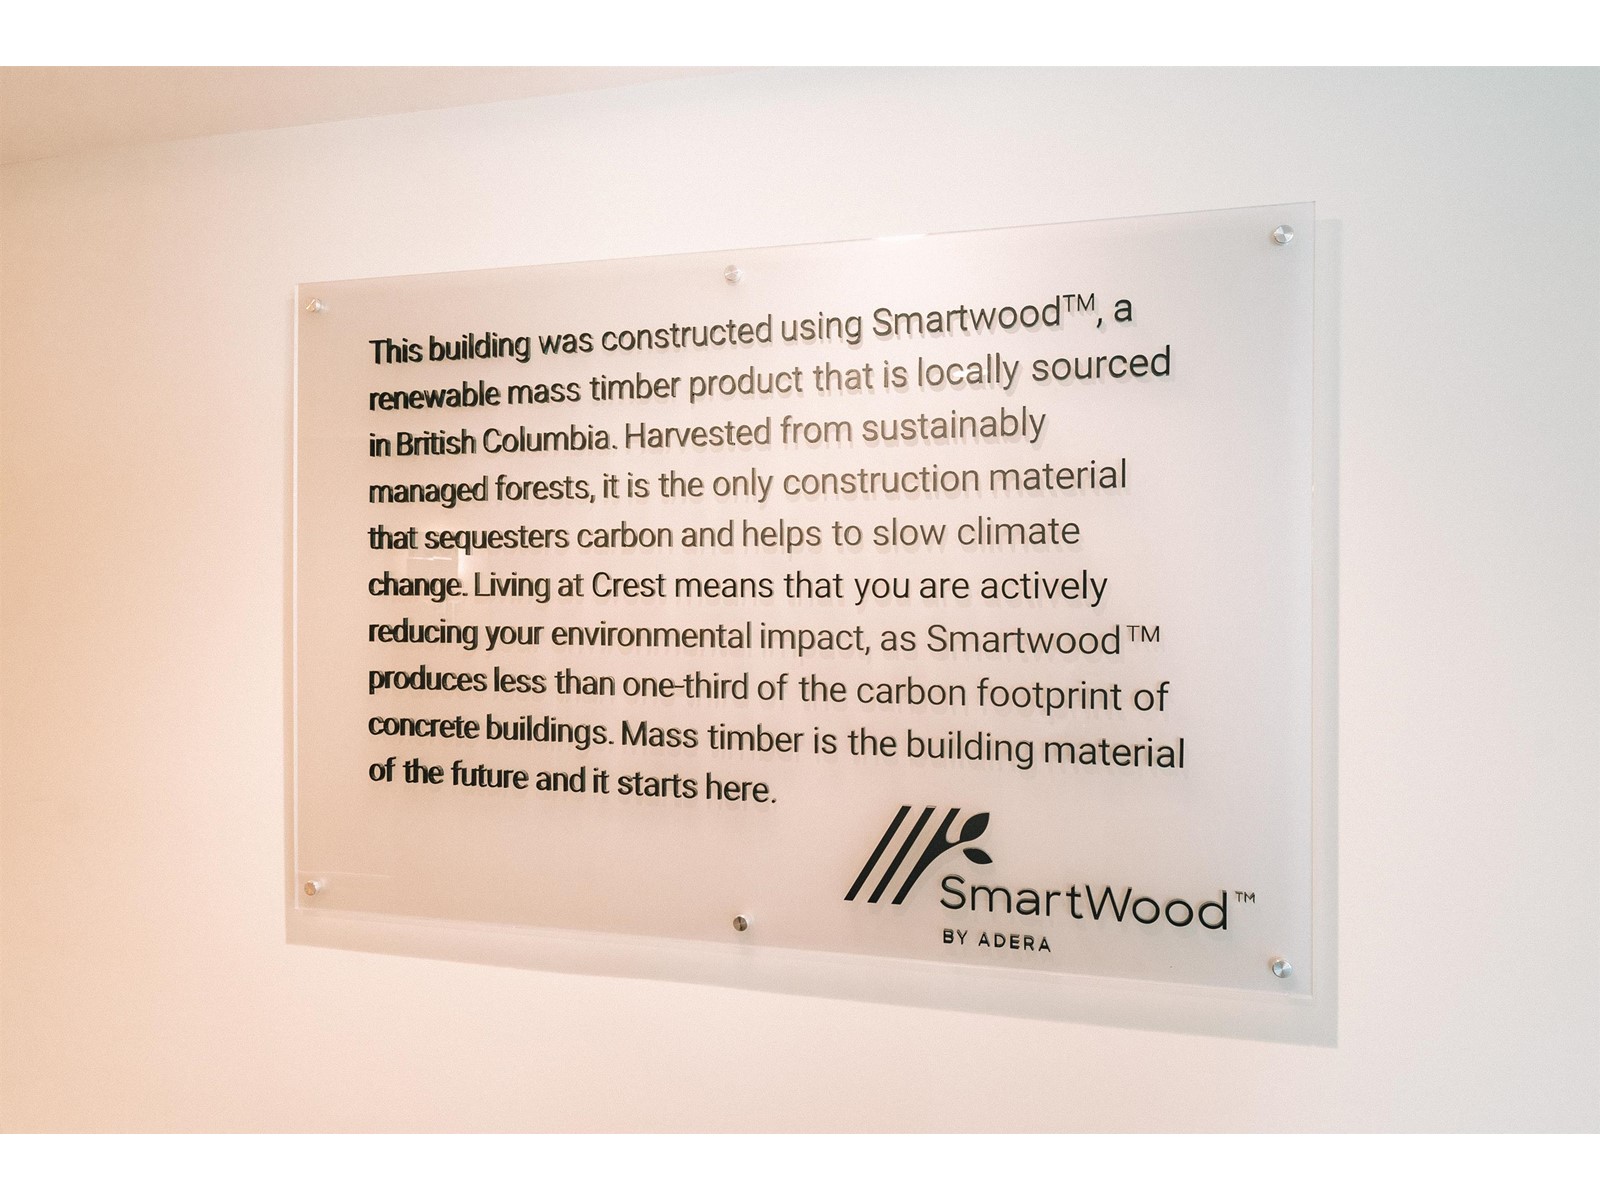 This building was constructed using Smartwood™, a
renewable mass timber product that is locally sourced
in British Columbia. Harvested from sustainably
managed forests, it is the only construction material
that sequesters carbon and helps to slow climate
change. Living at Crest means that you are actively
reducing your environmental impact, as Smartwood™
produces less than one-third of the carbon footprint of
concrete buildings. Mass timber is the building material
of the future and it starts here.
SmartWood™
BY ADERA